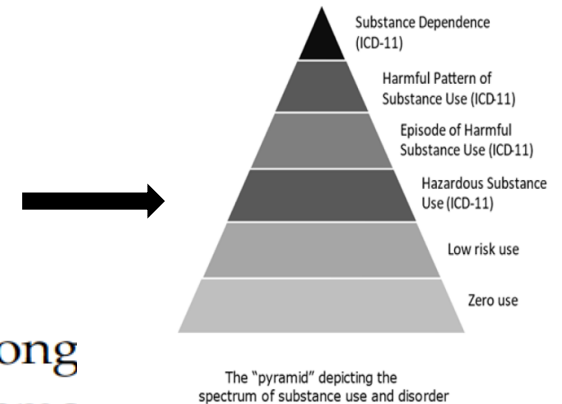 Substance Dependence
(ICD-11)
Harmful Pattern of
Substance Use (ICD-11)
Episode of Harmful
Substance Use (ICD-11)
Hazardous Substance
Use (ICD-11)
Low risk use
Zero use
ong
The "pyramid" depicting the
spectrum of substance use and disorder